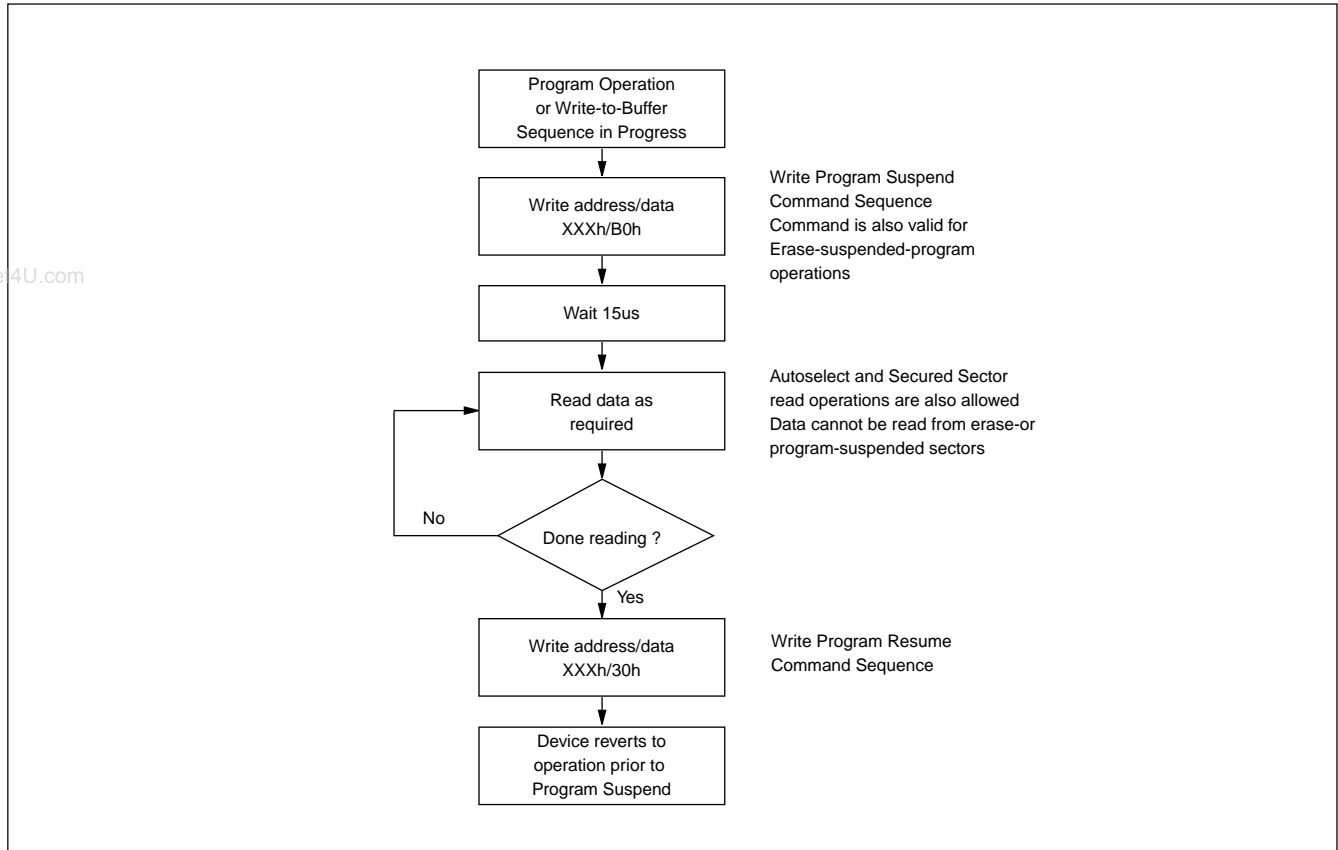 Program Operation
or Write-to-Buffer
Sequence in Progress
Write address/data
XXXh/B0h
Write Program Suspend
Command Sequence
Command is also valid for
Erase-suspended-program
operations
et4U.com
Wait 15us
Read data as
required
Autoselect and Secured Sector
read operations are also allowed
Data cannot be read from erase-or
program-suspended sectors
No
Done reading ?
Yes
Write address/data
XXXh/30h
Write Program Resume
Command Sequence
Device reverts to
operation prior to
Program Suspend